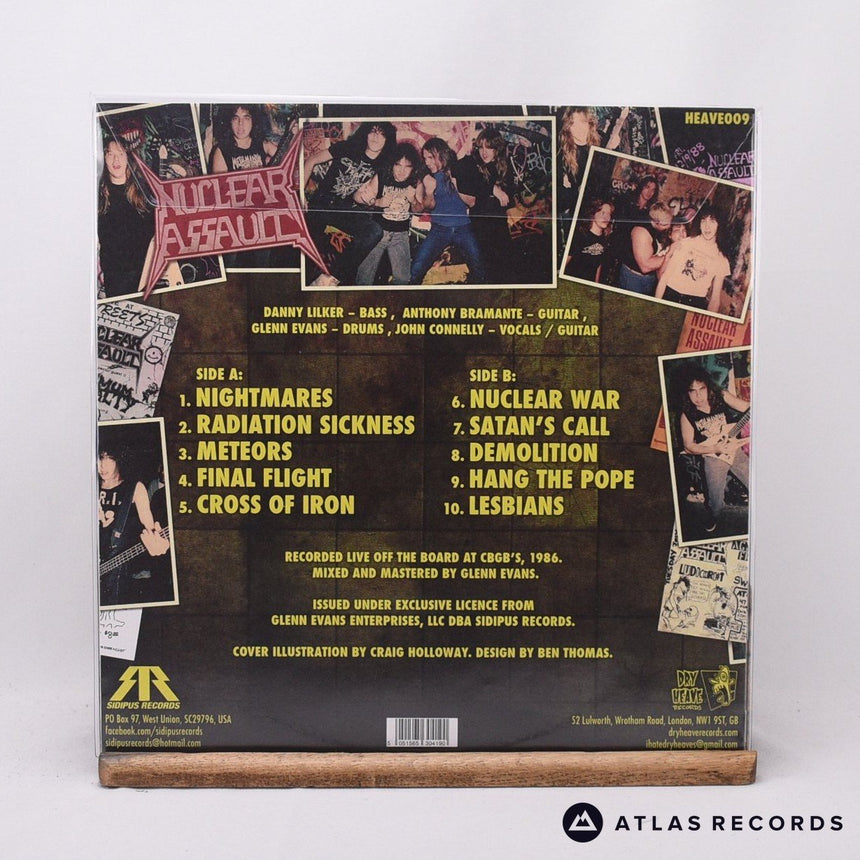 HEAVE009
NUCLEAR
ASSAULT
NUCLEAR
ASSAULT
DANNY LILKER – BASS , ANTHONY BRAMANTE – GUITAR ,
GLENN EVANS – DRUMS , JOHN CONNELLY – VOCALS / GUITAR
SIDE A:
1. NIGHTMARES
2. RADIATION SICKNESS
3. METEORS
4. FINAL FLIGHT
5. CROSS OF IRON
SIDE B:
6. NUCLEAR WAR
7. SATAN'S CALL
8. DEMOLITION
9. HANG THE POPE
10. LESBIANS
RECORDED LIVE OFF THE BOARD AT CBGB'S, 1986.
MIXED AND MASTERED BY GLENN EVANS.
ISSUED UNDER EXCLUSIVE LICENCE FROM
GLENN EVANS ENTERPRISES, LLC DBA SIDIPUS RECORDS.
COVER ILLUSTRATION BY CRAIG HOLLOWAY. DESIGN BY BEN THOMAS.
SIDIPUS RECORDS
PO Box 97, West Union, SC29796, USA
facebook.com/sidipusrecords
sidipusrecords@hotmail.com
5 051565 304190
DRY
HEAVE
RECORDS
52 Lulworth, Wrotham Road, London, NW1 9ST, GB
dryheaverecords.com
ihatedryheaves@gmail.com
ATLAS RECORDS